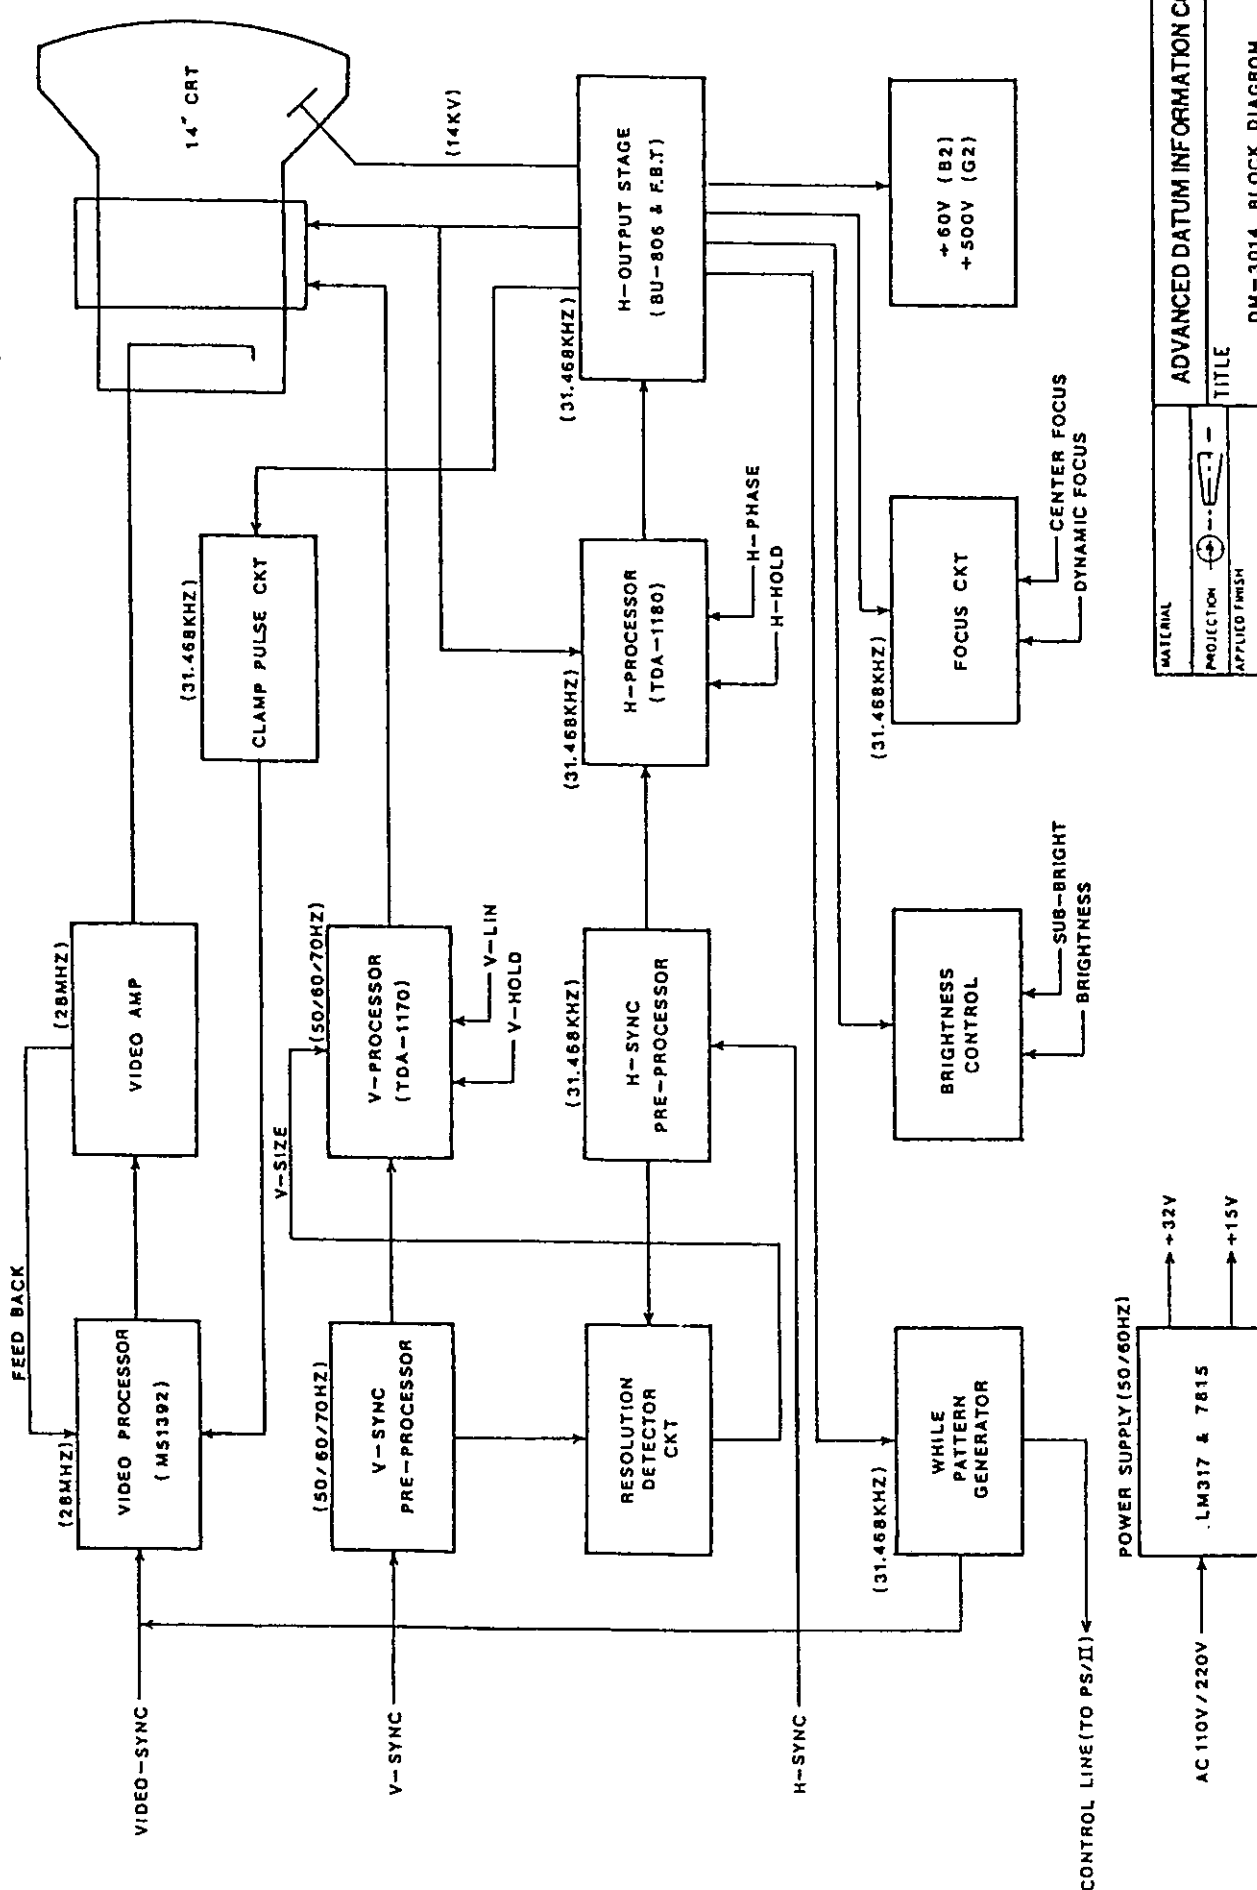 14" CRT
(14KV)
FEED BACK
(28MHZ)
VIDEO PROCESSOR
(M51392)
(28MHZ)
VIDEO AMP
(31.468KHZ)
CLAMP PULSE CKT
VIDEO-SYNC
V-SIZE
(50/60/70HZ)
V-SYNC
PRE-PROCESSOR
(50/60/70HZ)
V-PROCESSOR
(TDA-1170)
V-LIN
V-HOLD
V-SYNC
RESOLUTION
DETECTOR
CKT
(31.468KHZ)
H-SYNC
PRE-PROCESSOR
(31.468KHZ)
H-PROCESSOR
(TDA-1180)
H-PHASE
H-HOLD
(31.468KHZ)
H-OUTPUT STAGE
(BU-806 & F.B.T)
H-SYNC
(31.468KHZ)
WHILE
PATTERN
GENERATOR
BRIGHTNESS
CONTROL
SUB-BRIGHT
BRIGHTNESS
(31.468KHZ)
FOCUS CKT
CENTER FOCUS
DYNAMIC FOCUS
+60V (B2)
+500V (G2)
CONTROL LINE(TO PS/II)
POWER SUPPLY(50/60HZ)
LM317 & 7815
AC 110V/220V
+32V
+15V
MATERIAL
PROJECTION
APPLIED FINISH
ADVANCED DATUM INFORMATION
TITLE
DM-3014 BLOCK DIAGROM